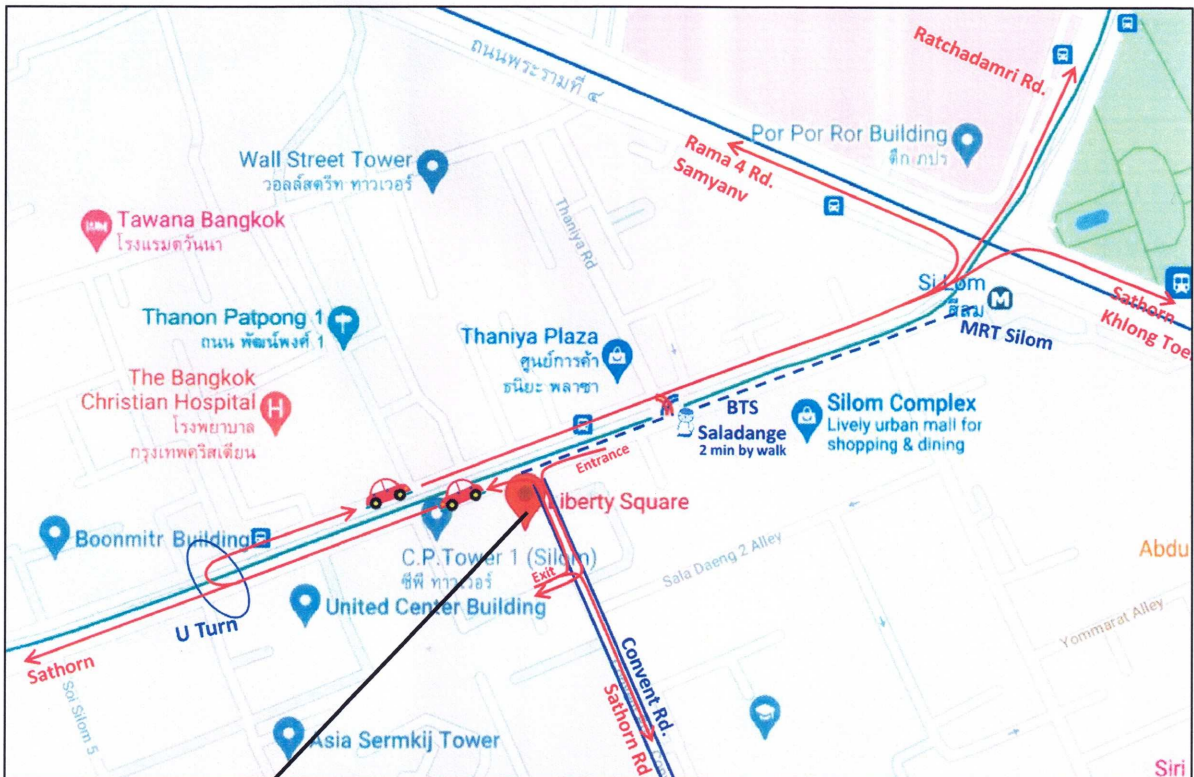 ถนนพระรามที่ ๔
Ratchadamri Rd.
Por Por Ror Building
ตึก ภปร
Rama 4 Rd.
Samyanv
Wall Street Tower
วอลล์สตรีท ทาวเวอร์
Thaniya Rd
Tawana Bangkok
โรงแรมตวันนา
Si Lom
สีลม
M
MRT Silom
Sathorn
Khlong Toe
Thanon Patpong 1
ถนน พัฒน์พงศ์ 1
Thaniya Plaza
ศูนย์การค้า
ธนิยะ พลาซา
The Bangkok
Christian Hospital
โรงพยาบาล
กรุงเทพคริสเตียน
H
BTS
Saladange
2 min by walk
Silom Complex
Lively urban mall for
shopping & dining
Entrance
Liberty Square
Boonmitr Building
C.P.Tower 1 (Silom)
ซีพี ทาวเวอร์
Exit
Sala Daeng 2 Alley
Abdu
United Center Building
U Turn
Sathorn
Yommarat Alley
Convent Rd.
Sathorn Rd
Soi Silom 5
Asia Sermkij Tower
Siri